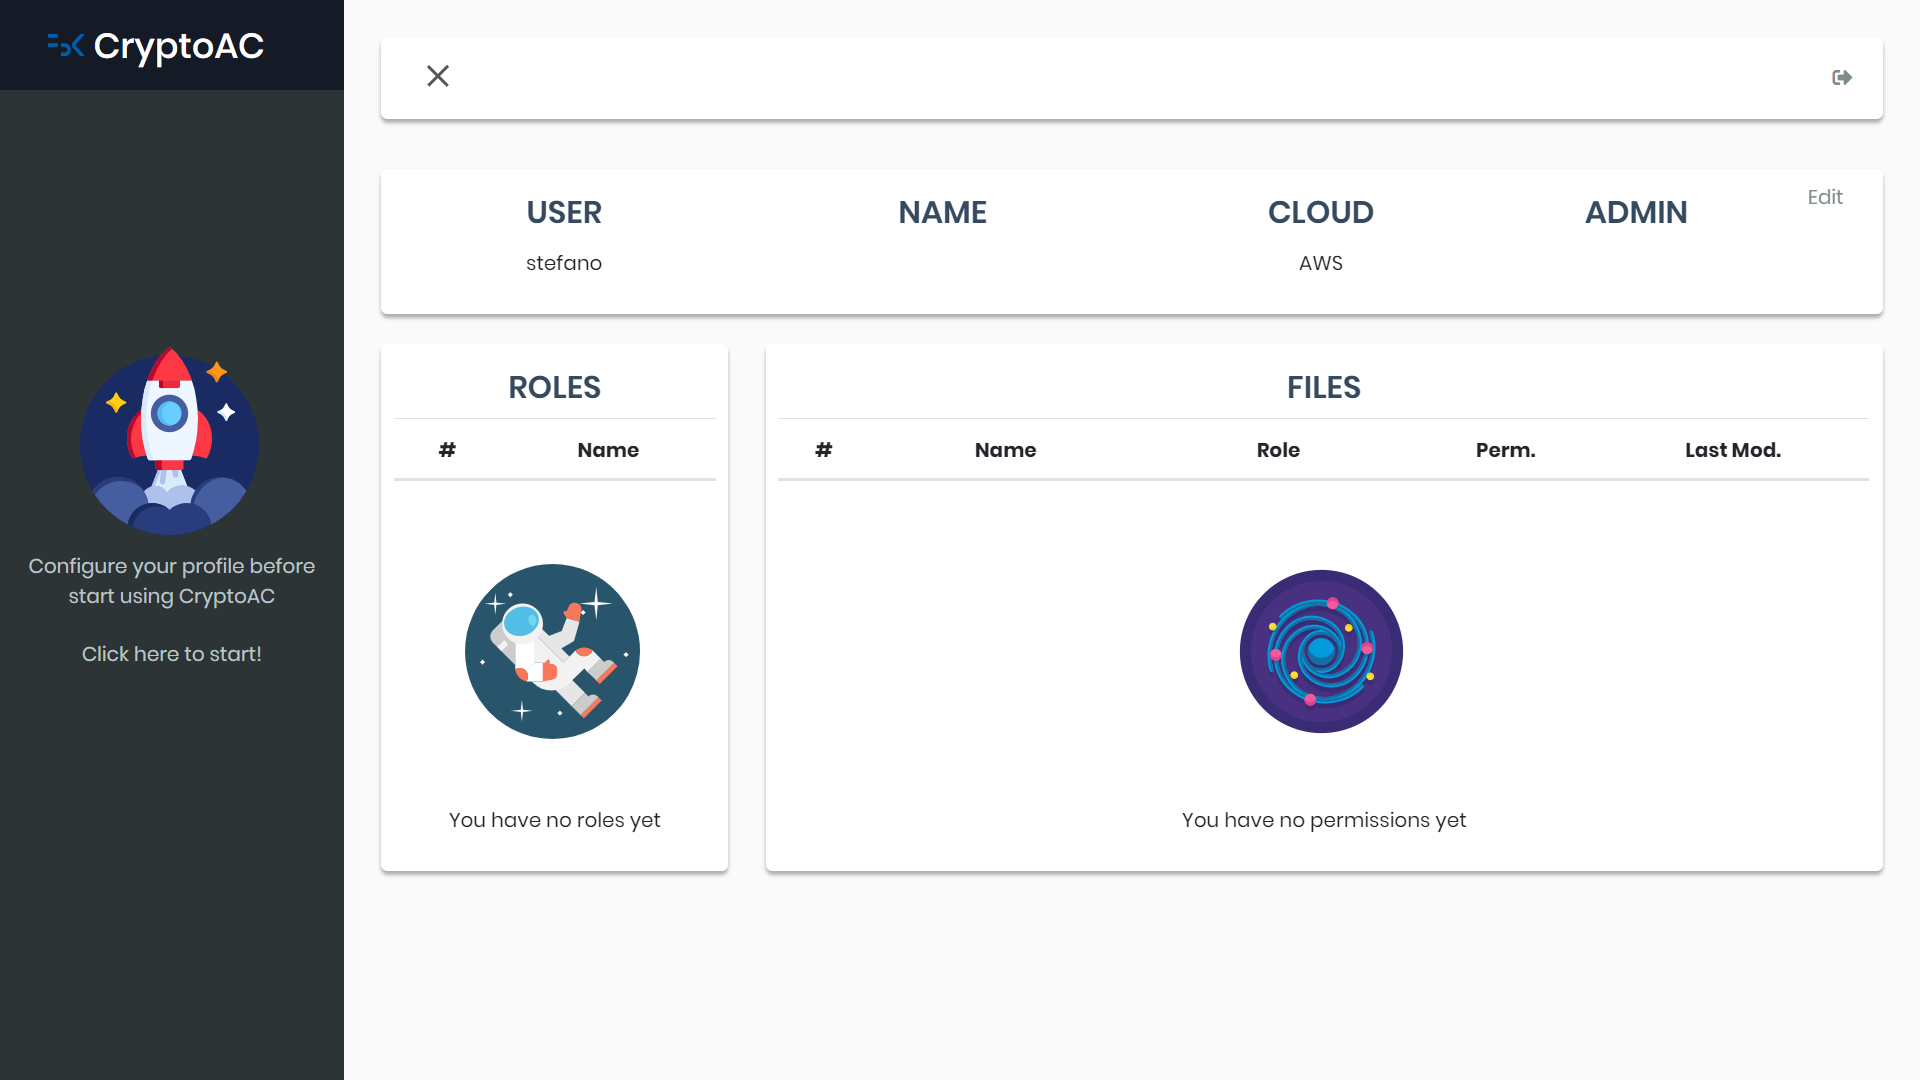 CryptoAC
Configure your profile before
start using CryptoAC
Click here to start!
USER
NAME
CLOUD
ADMIN
Edit
stefano
AWS
ROLES
# Name
You have no roles yet
FILES
# Name Role Perm. Last Mod.
You have no permissions yet